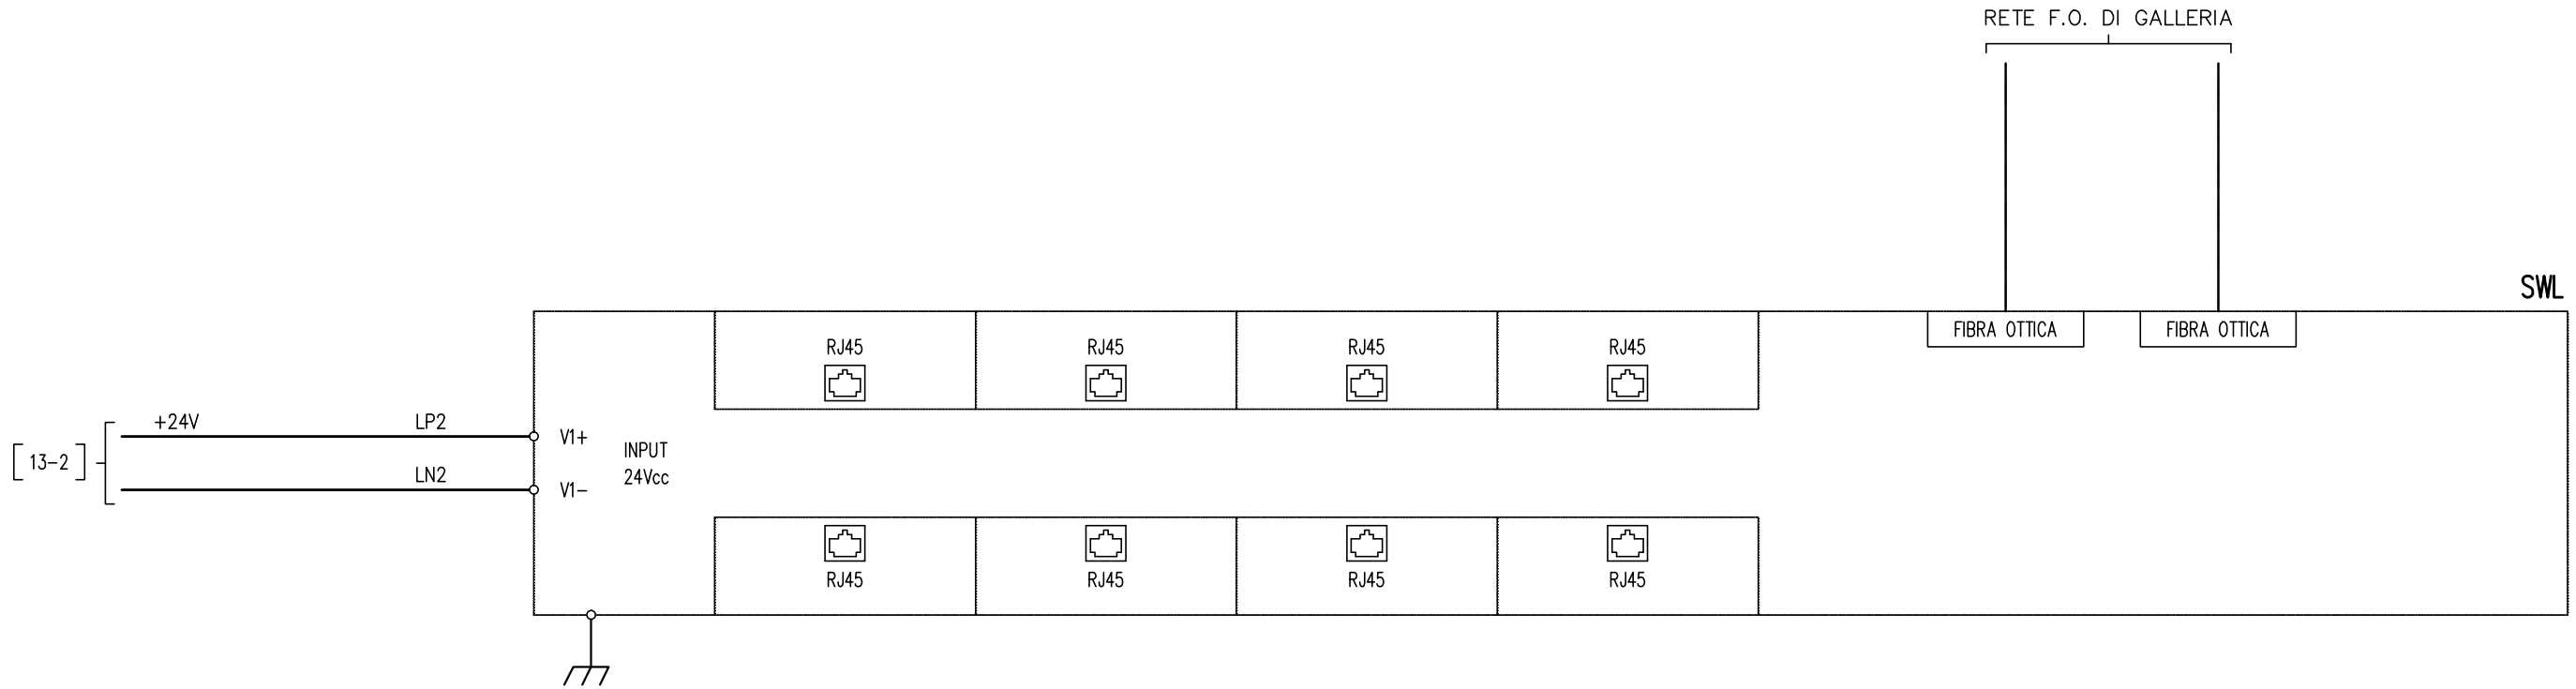 RETE F.O. DI GALLERIA
SWL
FIBRA OTTICA
FIBRA OTTICA
RJ45
RJ45
RJ45
RJ45
+24V
LP2
V1+
13-2
INPUT
24Vcc
LN2
V1-
RJ45
RJ45
RJ45
RJ45